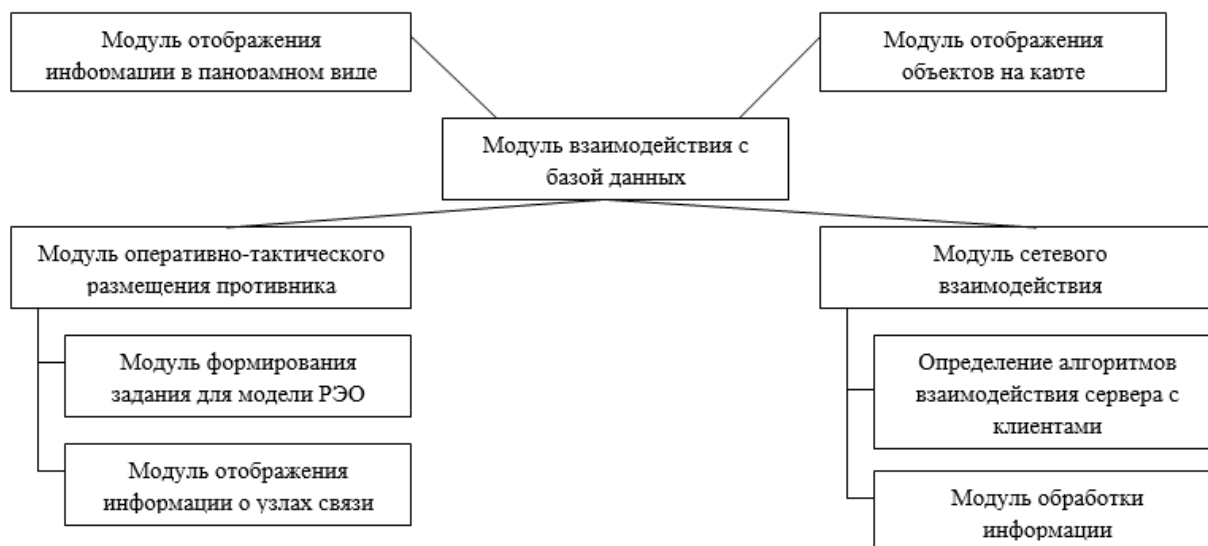 Модуль отображения
информации в панорамном виде
Модуль отображения
объектов на карте
Модуль взаимодействия с
базой данных
Модуль оперативно-тактического
размещения противника
Модуль сетевого
взаимодействия
Модуль формирования
задания для модели РЭО
Определение алгоритмов
взаимодействия сервера с
клиентами
Модуль отображения
информации о узлах связи
Модуль обработки
информации